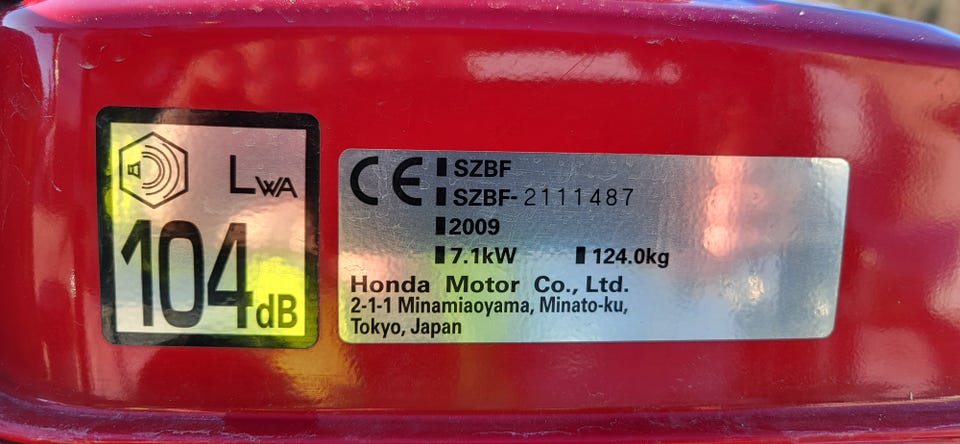 LWA
104dB
CE SZBF
SZBF-2111487
2009
7.1kW 124.0kg
Honda Motor Co., Ltd.
2-1-1 Minamiaoyama, Minato-ku,
Tokyo, Japan